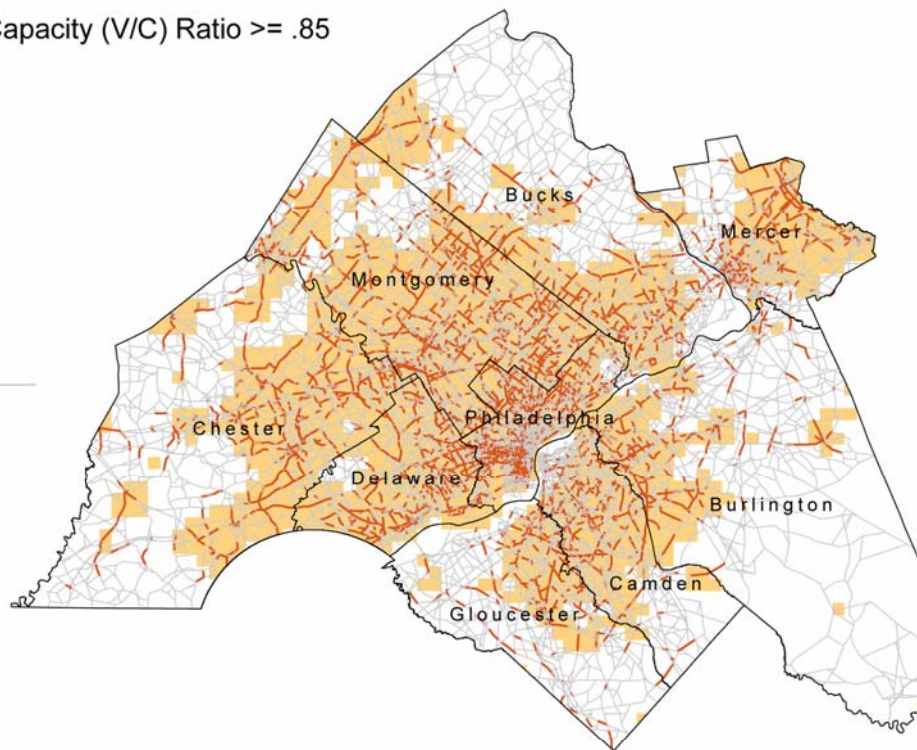 Capacity (V/C) Ratio >= .85
Bucks
Mercer
Montgomery
Philadelphia
Chester
Delaware
Burlington
Camden
Gloucester